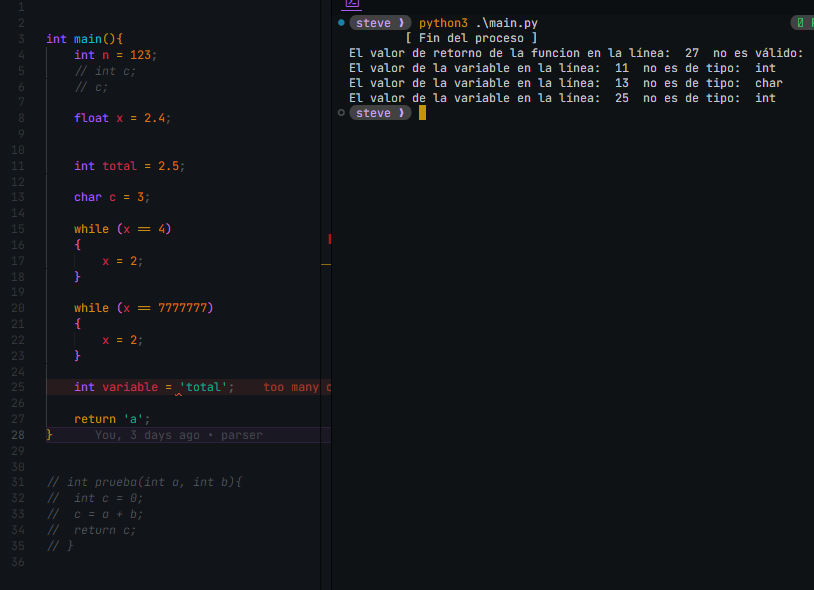 1
2
3 int main(){
4 int n = 123;
5 // int c;
6 // c;
7
8 float x = 2.4;
9
10
11 int total = 2.5;
12
13 char c = 3;
14
15 while (x == 4)
16 {
17 x = 2;
18 }
19
20 while (x == 7777777)
21 {
22 x = 2;
23 }
24
25 int variable = 'total'; too many c
26
27 return 'a';
28 } You, 3 days ago • parser
29
30
31 // int prueba(int a, int b){
32 // int c = 0;
33 // c = a + b;
34 // return c;
35 // }
36
steve ❯ python3 .\main.py
[ Fin del proceso ]
El valor de retorno de la funcion en la línea: 27 no es válido:
El valor de la variable en la línea: 11 no es de tipo: int
El valor de la variable en la línea: 13 no es de tipo: char
El valor de la variable en la línea: 25 no es de tipo: int
steve ❯